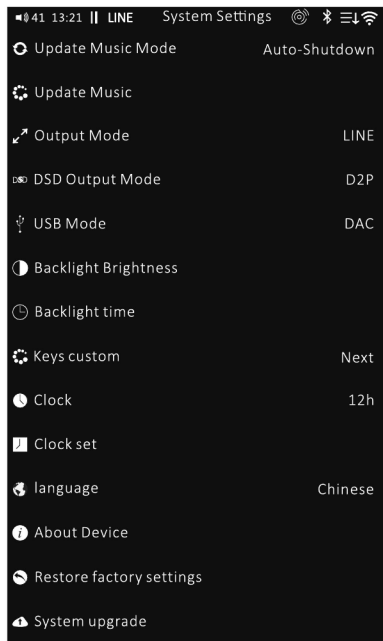 41 13:21 LINE System Settings
Update Music Mode Auto-Shutdown
Update Music
Output Mode LINE
DSD DSD Output Mode D2P
USB Mode DAC
Backlight Brightness
Backlight time
Keys custom Next
Clock 12h
Clock set
language Chinese
About Device
Restore factory settings
System upgrade